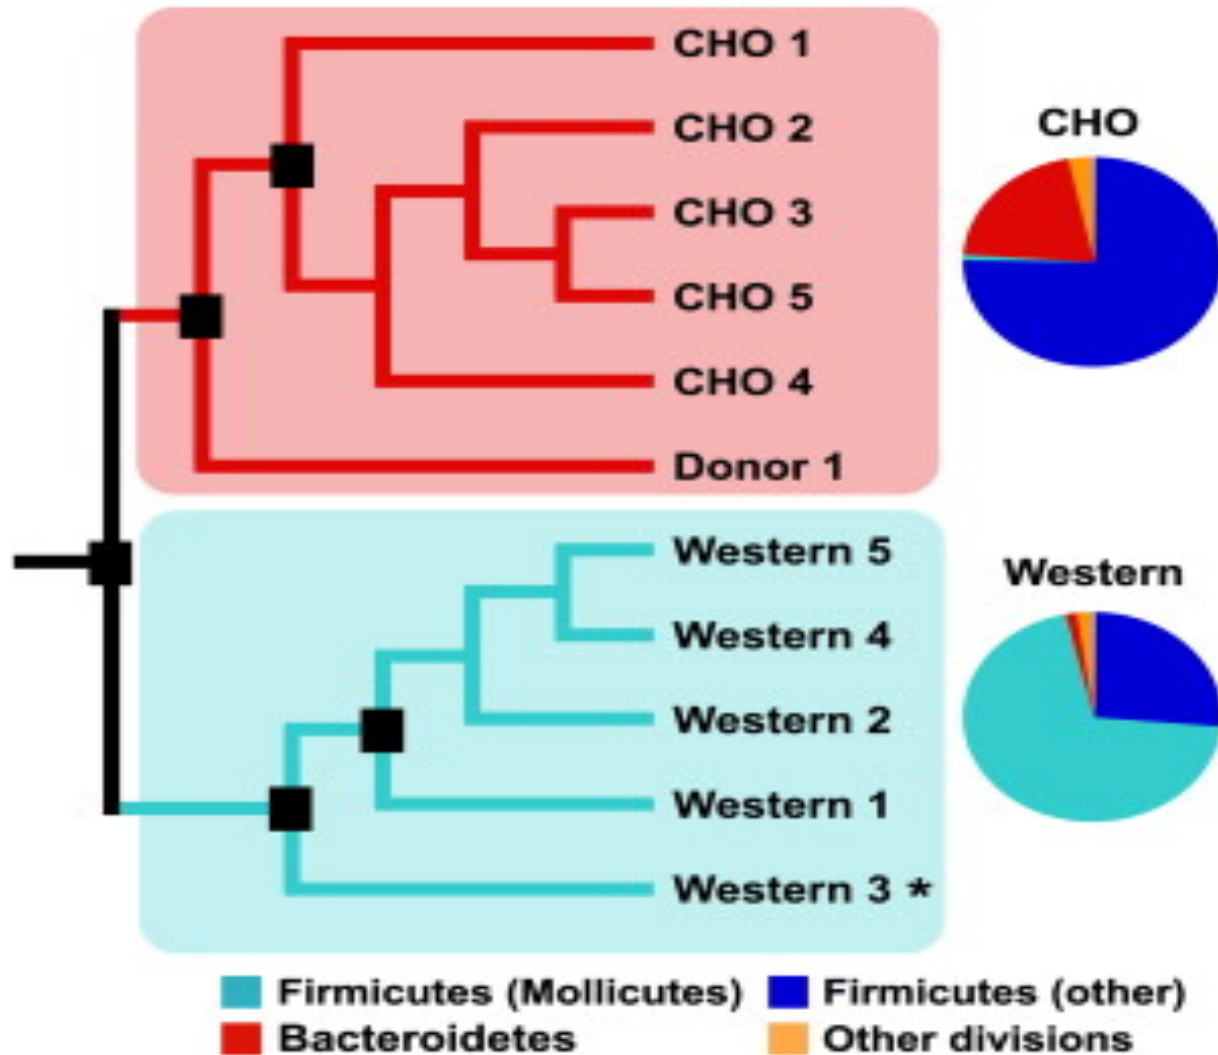 CHO 1
CHO
CHO 2
CHO 3
CHO 5
CHO 4
Donor 1
Western 5
Western
Western 4
Western 2
Western 1
Western 3 *
Firmicutes (Mollicutes)
Firmicutes (other)
Bacteroidetes
Other divisions